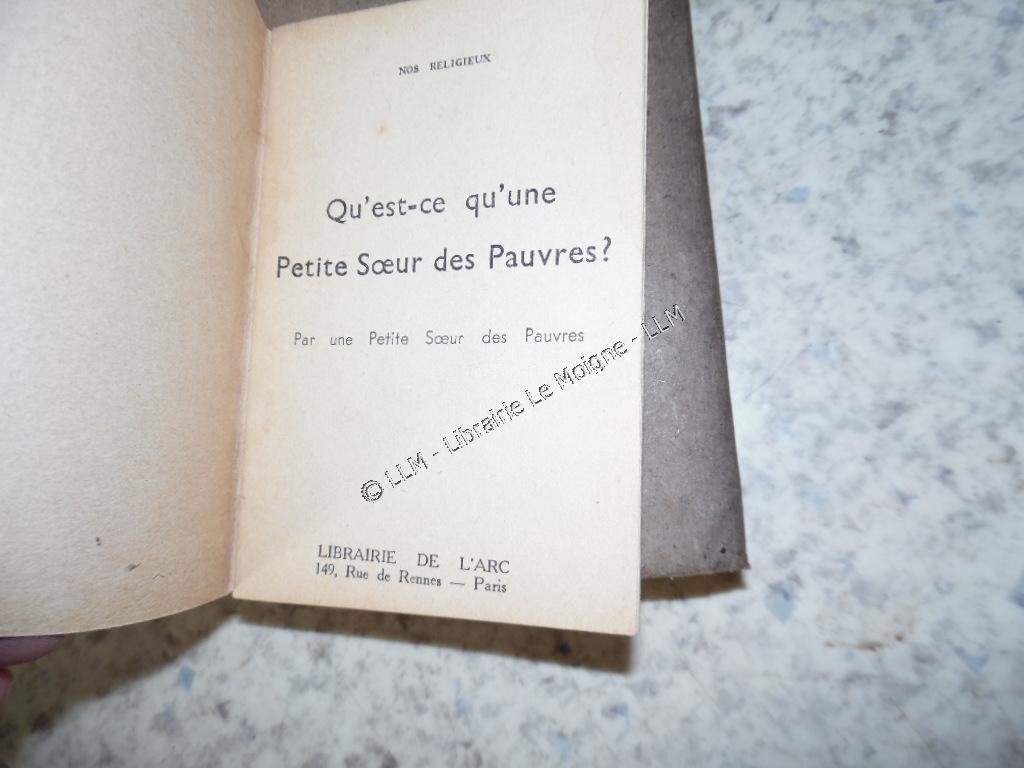 NOS RELIGIEUX
Qu'est-ce qu'une
Petite Sœur des Pauvres?
Par une Petite Sœur des Pauvres
© LLM - Librairie Le Moigne - LLM
LIBRAIRIE DE L'ARC
149, Rue de Rennes — Paris